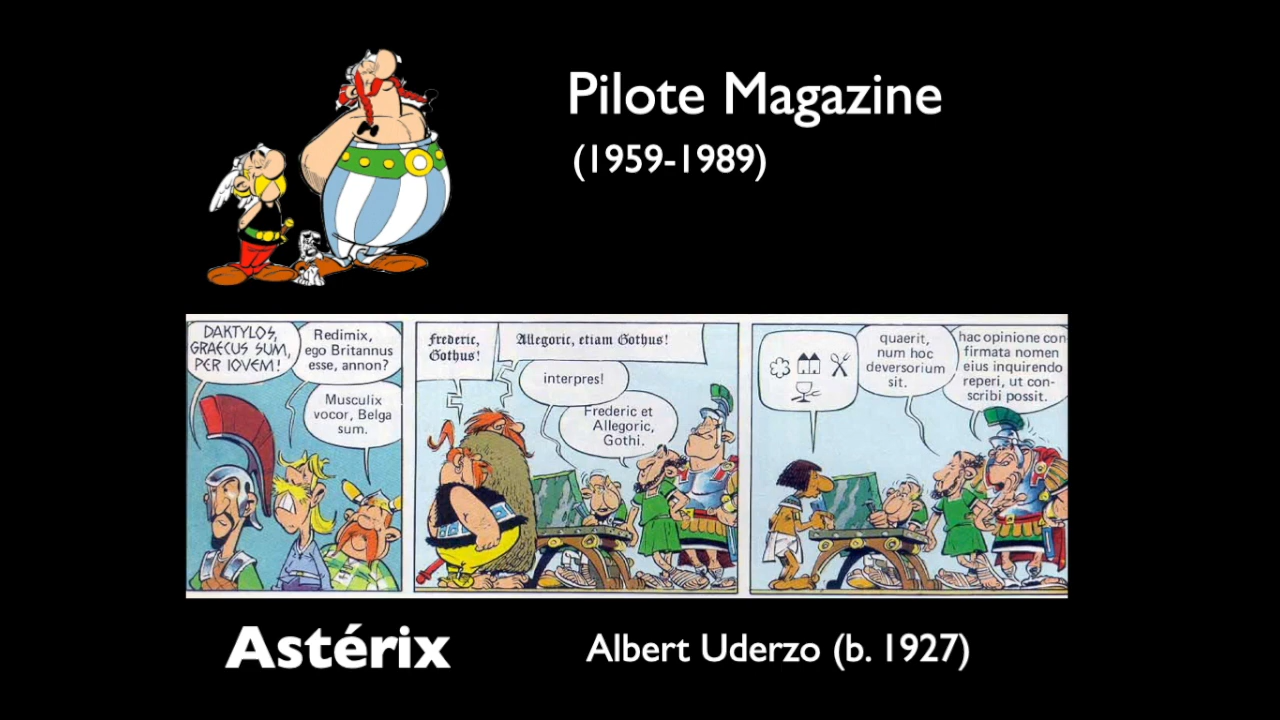 Pilote Magazine
(1959-1989)
DAKTYLOS,
GRAECUS SUM,
PER IOVEM!
Redimix,
ego Britannus
esse, annon?
Musculix
vocor, Belga
sum.
Frederic,
Gothus!
Allegoric, etiam Gothus!
interpres!
Frederic et
Allegoric,
Gothi.
quaerit,
num hoc
deversorium
sit.
hac opinione con-
firmata nomen
eius inquirendo
reperi, ut con-
scribi possit.
Astérix
Albert Uderzo (b. 1927)